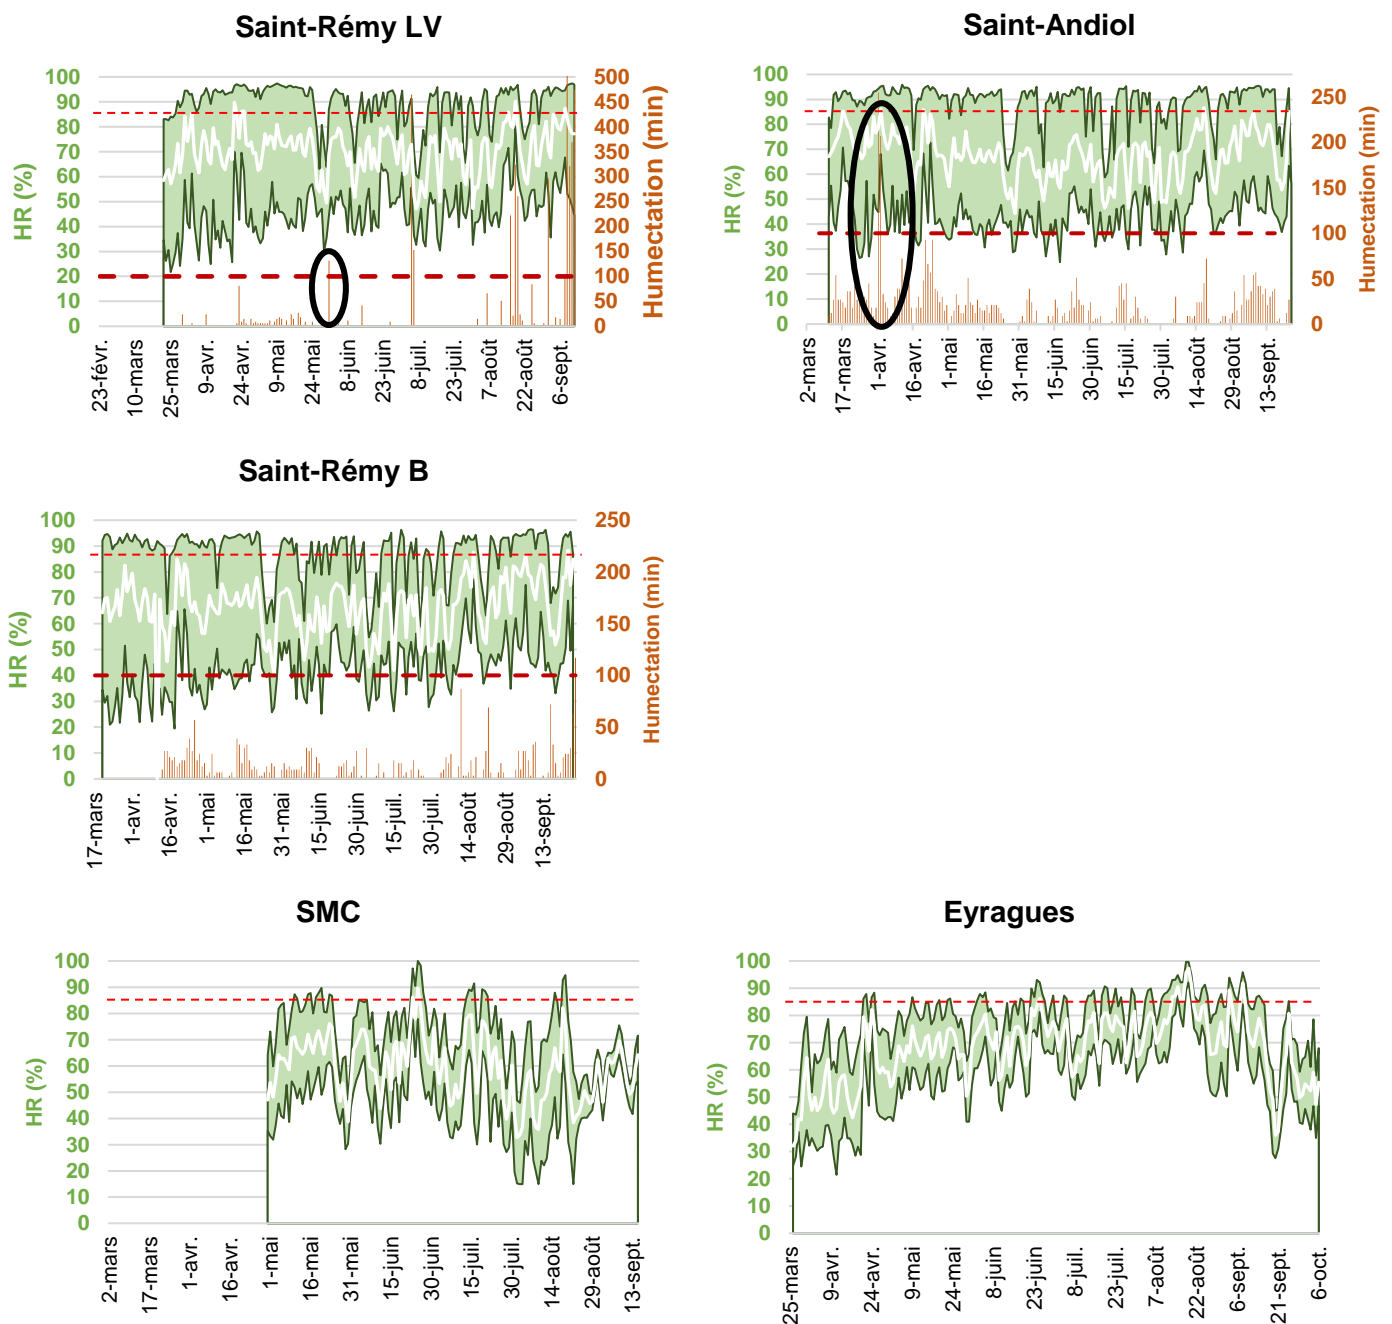 Saint-Rémy LV
HR (%)
100
90
80
70
60
50
40
30
20
10
0
500
450
400
350
300
250
200
150
100
50
0
Humectation (min)
23-févr.
10-mars
25-mars
9-avr.
24-avr.
9-mai
24-mai
8-juin
23-juin
8-juil.
23-juil.
7-août
22-août
6-sept.
Saint-Andiol
HR (%)
100
90
80
70
60
50
40
30
20
10
0
250
200
150
100
50
0
Humectation (min)
2-mars
17-mars
1-avr.
16-avr.
1-mai
16-mai
31-mai
15-juin
30-juin
15-juil.
30-juil.
14-août
29-août
13-sept.
Saint-Rémy B
HR (%)
100
90
80
70
60
50
40
30
20
10
0
250
200
150
100
50
0
Humectation (min)
17-mars
1-avr.
16-avr.
1-mai
16-mai
31-mai
15-juin
30-juin
15-juil.
30-juil.
14-août
29-août
13-sept.
SMC
HR (%)
100
90
80
70
60
50
40
30
20
10
0
2-mars
17-mars
1-avr.
16-avr.
1-mai
16-mai
31-mai
15-juin
30-juin
15-juil.
30-juil.
14-août
29-août
13-sept.
Eyragues
HR (%)
100
90
80
70
60
50
40
30
20
10
0
25-mars
9-avr.
24-avr.
9-mai
24-mai
8-juin
23-juin
8-juil.
23-juil.
7-août
22-août
6-sept.
21-sept.
6-oct.